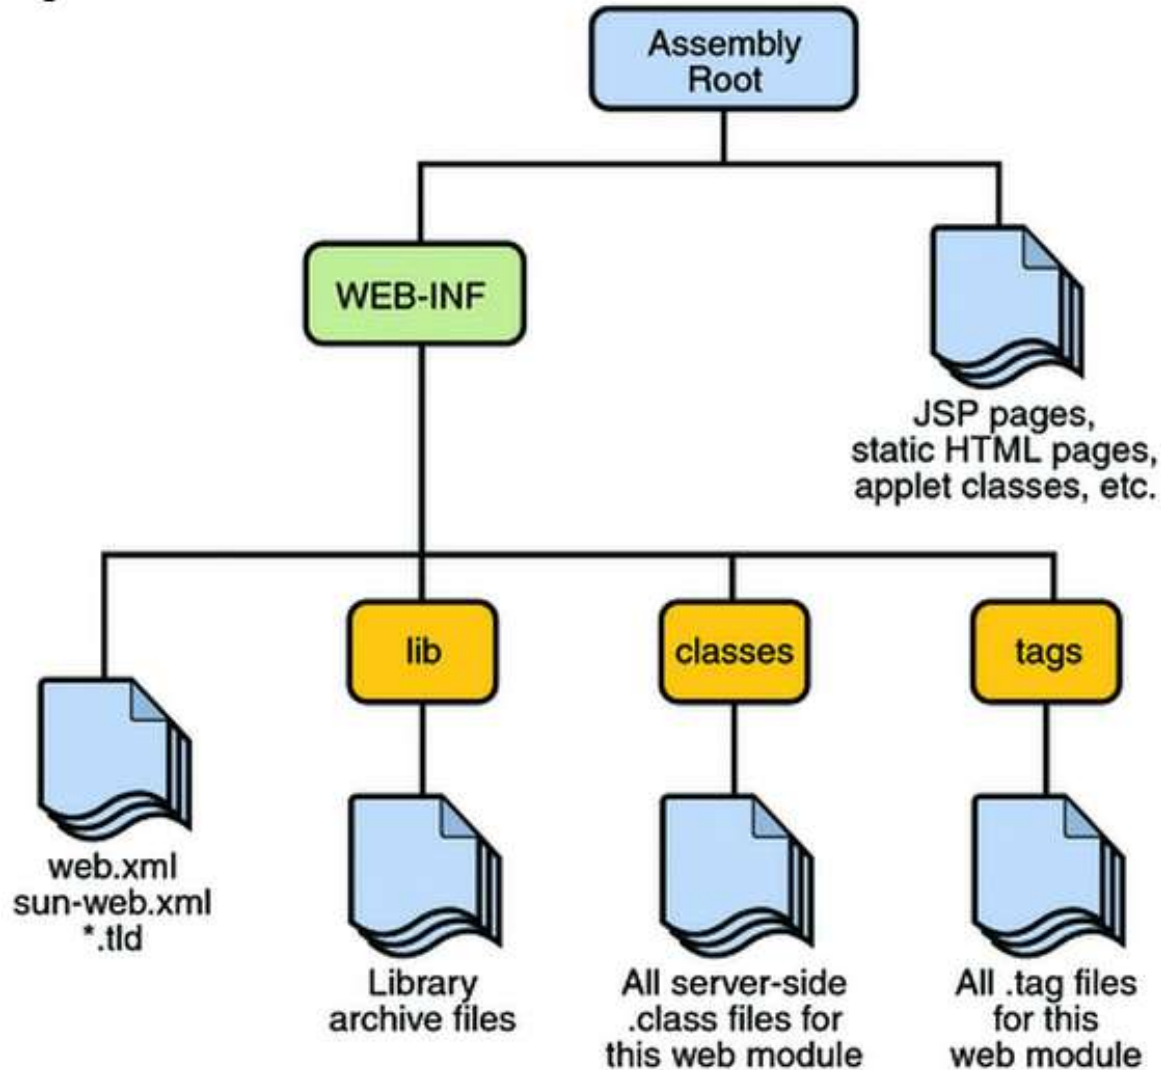 Assembly
Root
WEB-INF
JSP pages,
static HTML pages,
applet classes, etc.
lib
classes
tags
web.xml
sun-web.xml
*.tld
Library
archive files
All server-side
.class files for
this web module
All .tag files
for this
web module